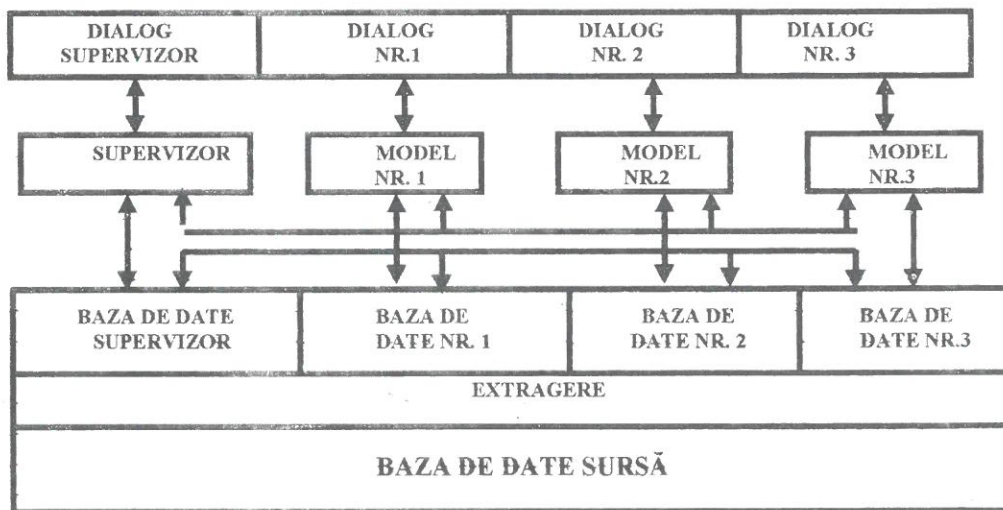 DIALOG
SUPERVIZOR
DIALOG
NR.1
DIALOG
NR. 2
DIALOG
NR. 3
SUPERVIZOR
MODEL
NR. 1
MODEL
NR.2
MODEL
NR.3
BAZA DE DATE
SUPERVIZOR
BAZA DE
DATE NR. 1
BAZA DE
DATE NR. 2
BAZA DE
DATE NR.3
EXTRAGERE
BAZA DE DATE SURSĂ